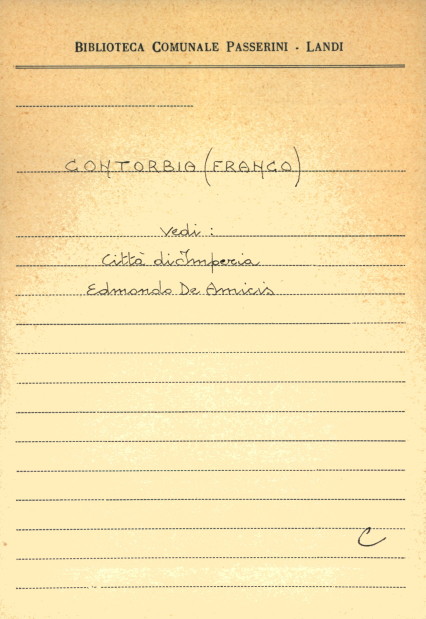 BIBLIOTECA COMUNALE PASSERINI - LANDI
CONTORBIA (FRANCO)
vedi :
Città di Imperia
Edmondo De Amicis
C